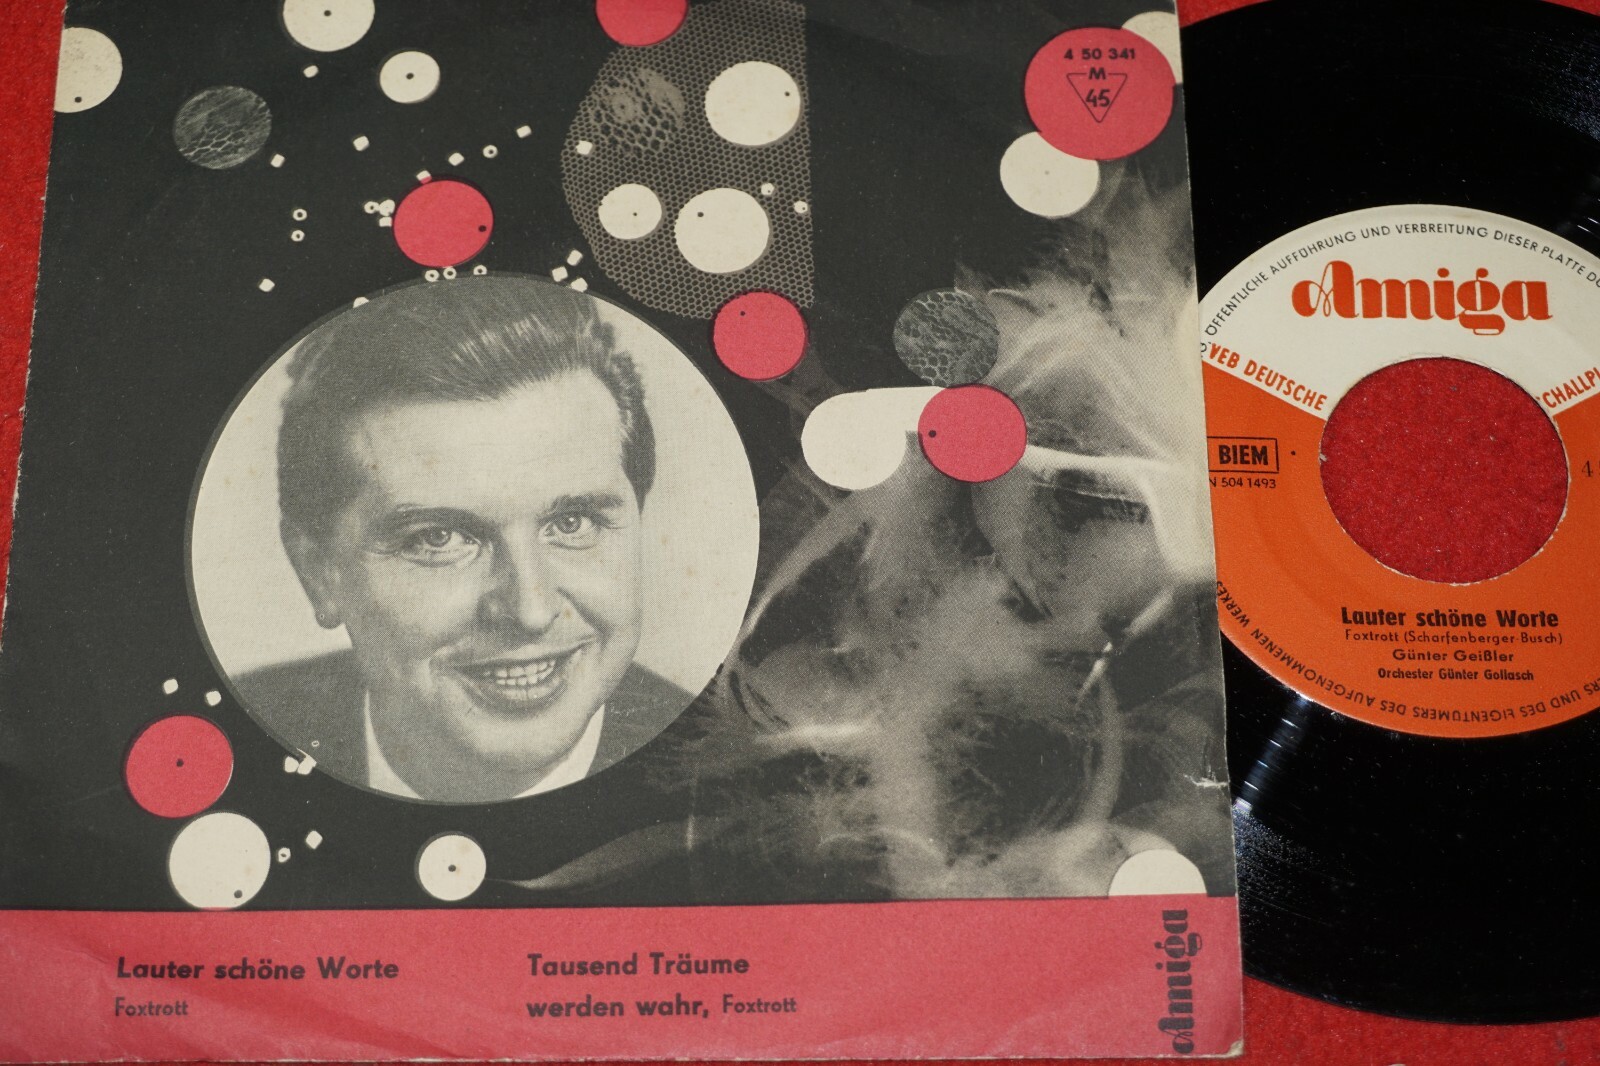 4 50 341
M
45
Lauter schöne Worte
Foxtrott
Tausend Träume
werden wahr, Foxtrott
Amiga
ÖFFENTLICHE AUFFÜHRUNG UND VERBREITUNG DIESER PLATTE
Amiga
VEB DEUTSCHE
BIEM
504 1493
Lauter schöne Worte
Foxtrott (Scharfenberger-Busch)
Günter Geißler
Orchester Günter Gollasch
UND DES EIGENTÜMERS DES AUFGENOMMENEN WERKES